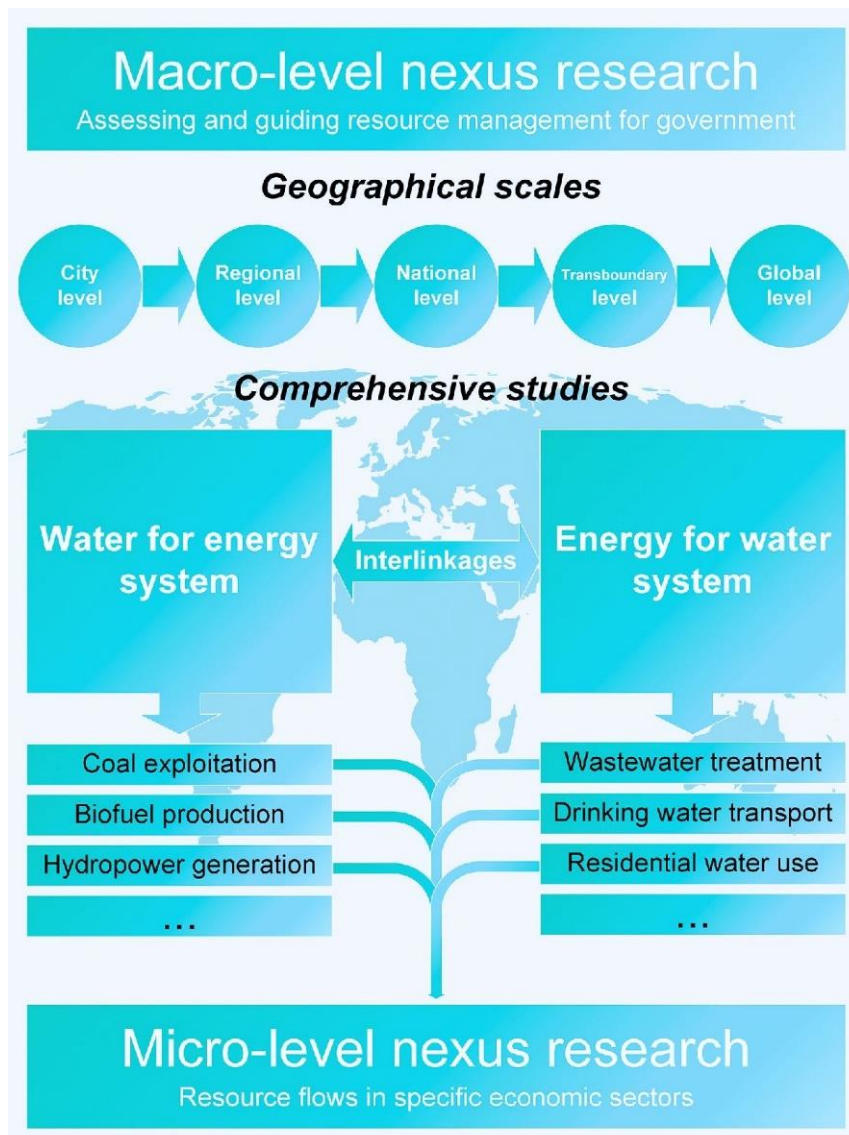 Macro-level nexus research
Assessing and guiding resource management for government
Geographical scales
City
level
Regional
level
National
level
Transboundary
level
Global
level
Comprehensive studies
Water for energy
system
Interlinkages
Energy for water
system
Coal exploitation
Biofuel production
Hydropower generation
...
Wastewater treatment
Drinking water transport
Residential water use
...
Micro-level nexus research
Resource flows in specific economic sectors